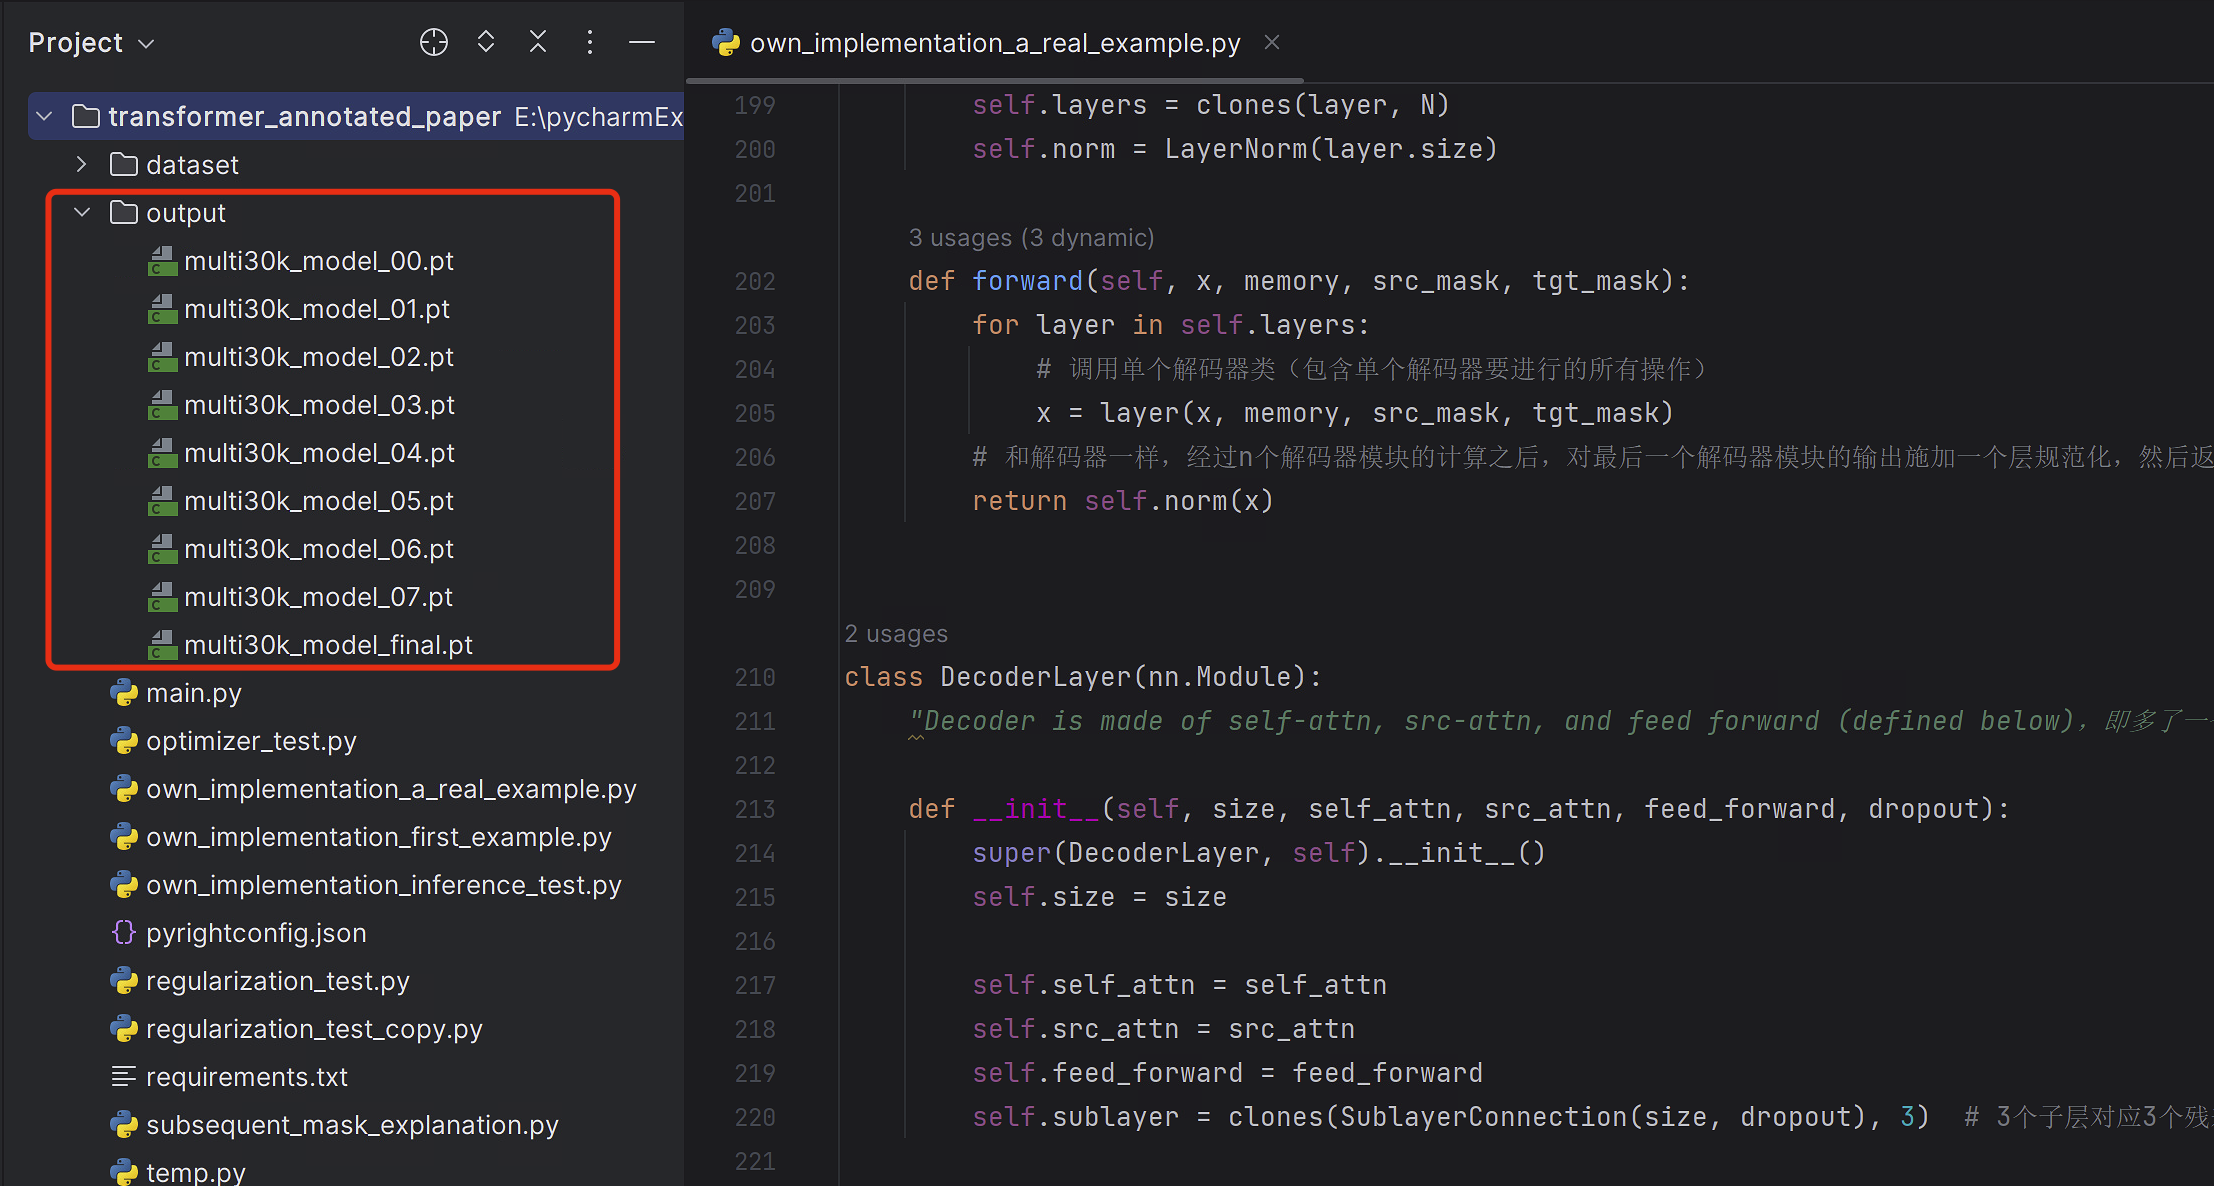 Project
transformer_annotated_paper E:\pycharmEx
dataset
output
multi30k_model_00.pt
multi30k_model_01.pt
multi30k_model_02.pt
multi30k_model_03.pt
multi30k_model_04.pt
multi30k_model_05.pt
multi30k_model_06.pt
multi30k_model_07.pt
multi30k_model_final.pt
main.py
optimizer_test.py
own_implementation_a_real_example.py
own_implementation_first_example.py
own_implementation_inference_test.py
pyrightconfig.json
regularization_test.py
regularization_test_copy.py
requirements.txt
subsequent_mask_explanation.py
temp.py
own_implementation_a_real_example.py
199 self.layers = clones(layer, N)
200 self.norm = LayerNorm(layer.size)
201
3 usages (3 dynamic)
202 def forward(self, x, memory, src_mask, tgt_mask):
203 for layer in self.layers:
204 # 调用单个解码器类（包含单个解码器要进行的所有操作）
205 x = layer(x, memory, src_mask, tgt_mask)
206 # 和解码器一样，经过n个解码器模块的计算之后，对最后一个解码器模块的输出施加一个层规范化，然后返
207 return self.norm(x)
208
209
2 usages
210 class DecoderLayer(nn.Module):
211 "Decoder is made of self-attn, src-attn, and feed forward (defined below)，即多了一
212
213 def __init__(self, size, self_attn, src_attn, feed_forward, dropout):
214 super(DecoderLayer, self).__init__()
215 self.size = size
216
217 self.self_attn = self_attn
218 self.src_attn = src_attn
219 self.feed_forward = feed_forward
220 self.sublayer = clones(SublayerConnection(size, dropout), 3) # 3个子层对应3个残
221